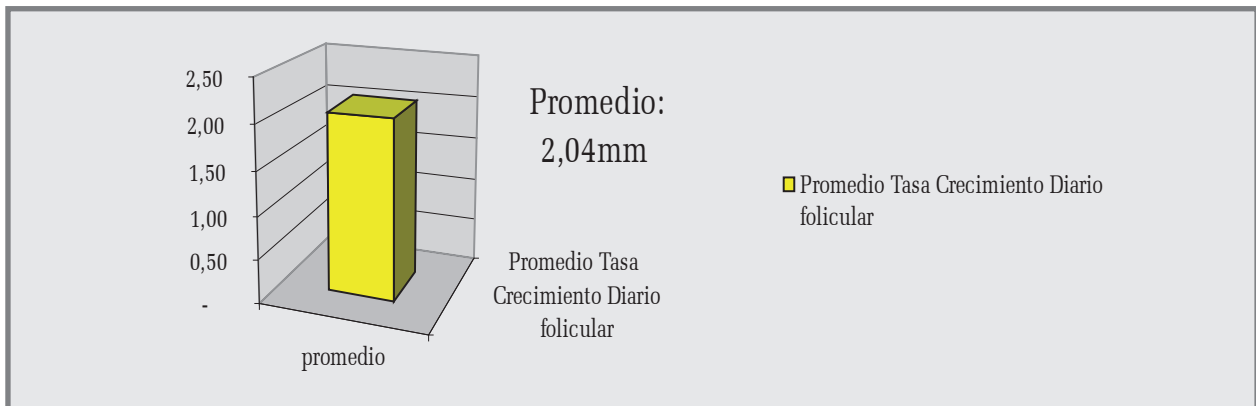 2,50
2,00
1,50
1,00
0,50
-
promedio
Promedio Tasa
Crecimiento Diario
folicular
Promedio:
2,04mm
Promedio Tasa Crecimiento Diario
folicular